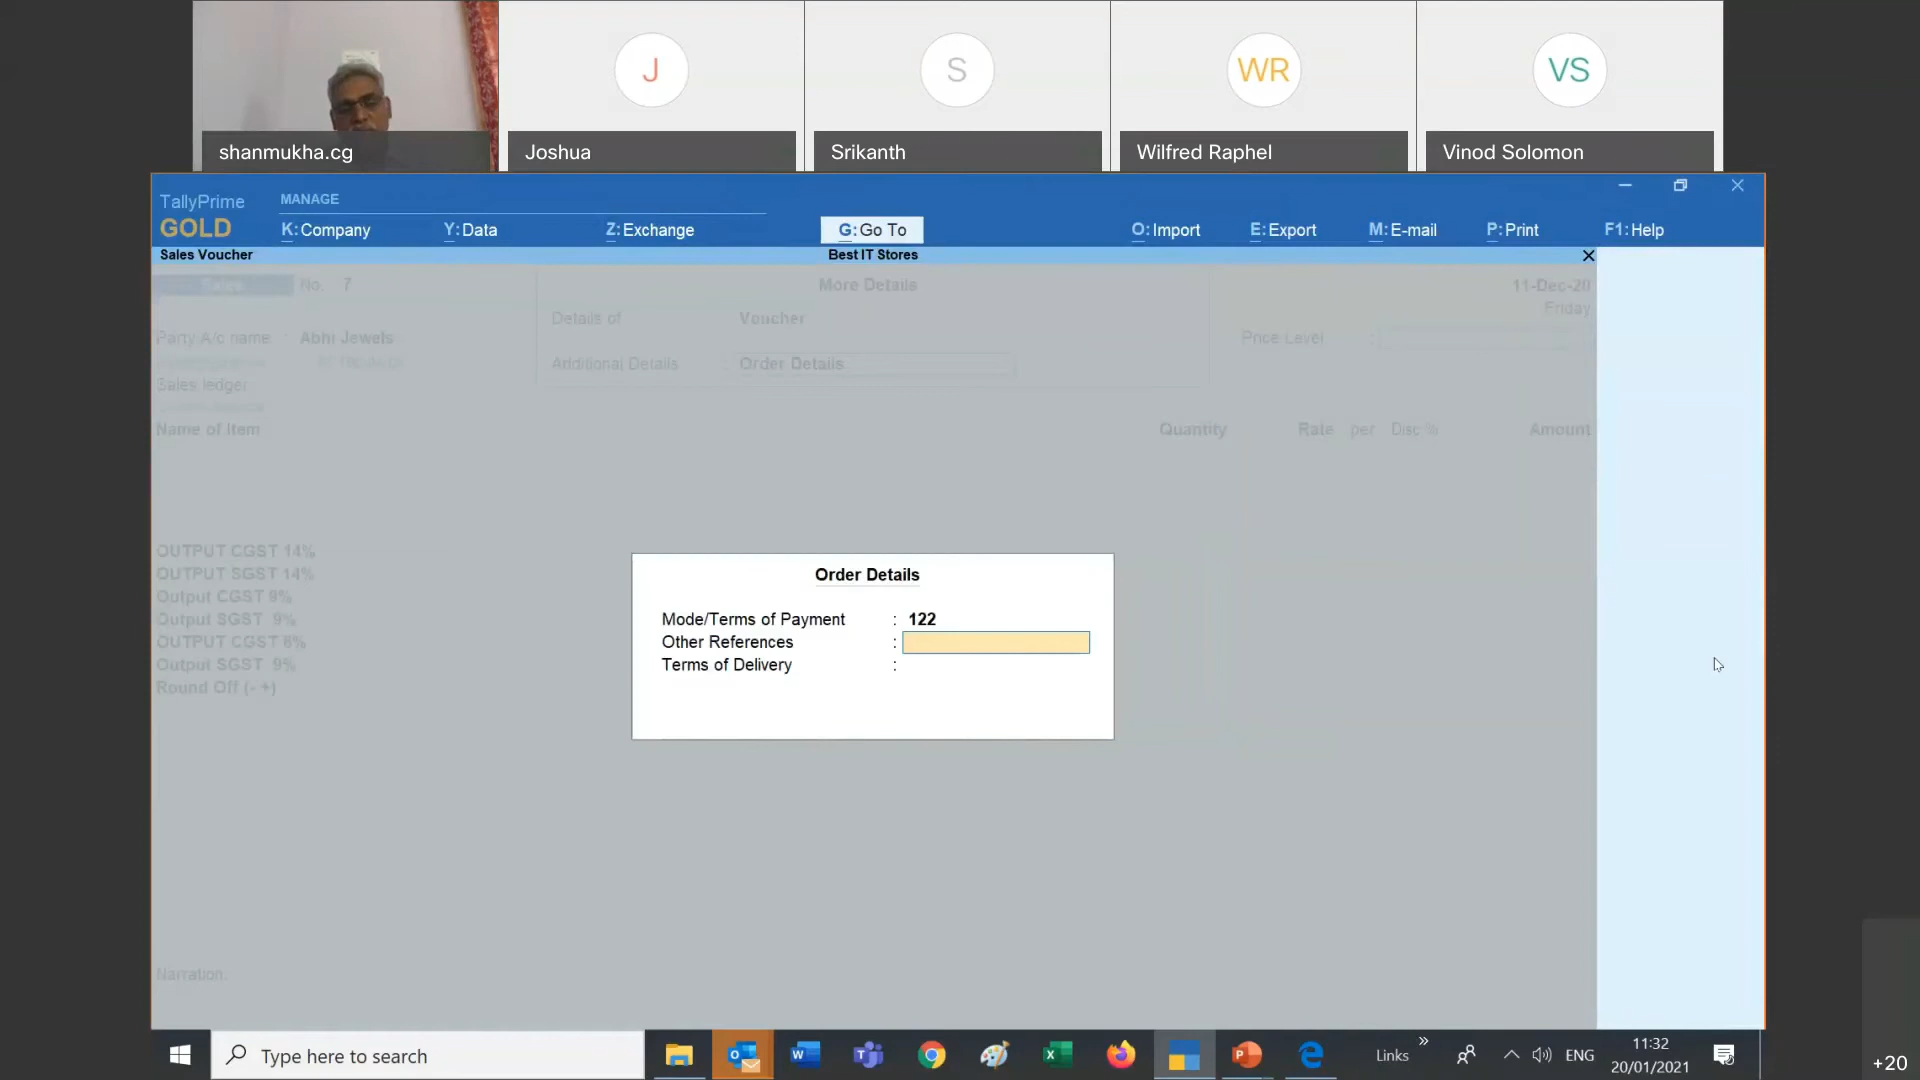 J
S
WR
VS
shanmukha.cg
Joshua
Srikanth
Wilfred Raphel
Vinod Solomon
TallyPrime
MANAGE
GOLD
K:Company
Y:Data
Z:Exchange
G:Go To
O:Import
E:Export
M:E-mail
P:Print
F1:Help
Sales Voucher
Best IT Stores
Sales
No. 7
More Details
11-Dec-20
Friday
Details of
Voucher
Party A/c name : Abhi Jewels
Price Level :
Additional Details : Order Details
Sales ledger
Name of Item
Quantity
Rate per Disc %
Amount
OUTPUT CGST 14%
OUTPUT SGST 14%
Output CGST 9%
Output SGST 9%
OUTPUT CGST 6%
Output SGST 9%
Round Off (- +)
Order Details
Mode/Terms of Payment : 122
Other References :
Terms of Delivery :
Narration:
Type here to search
Links
ENG
11:32
20/01/2021
+20